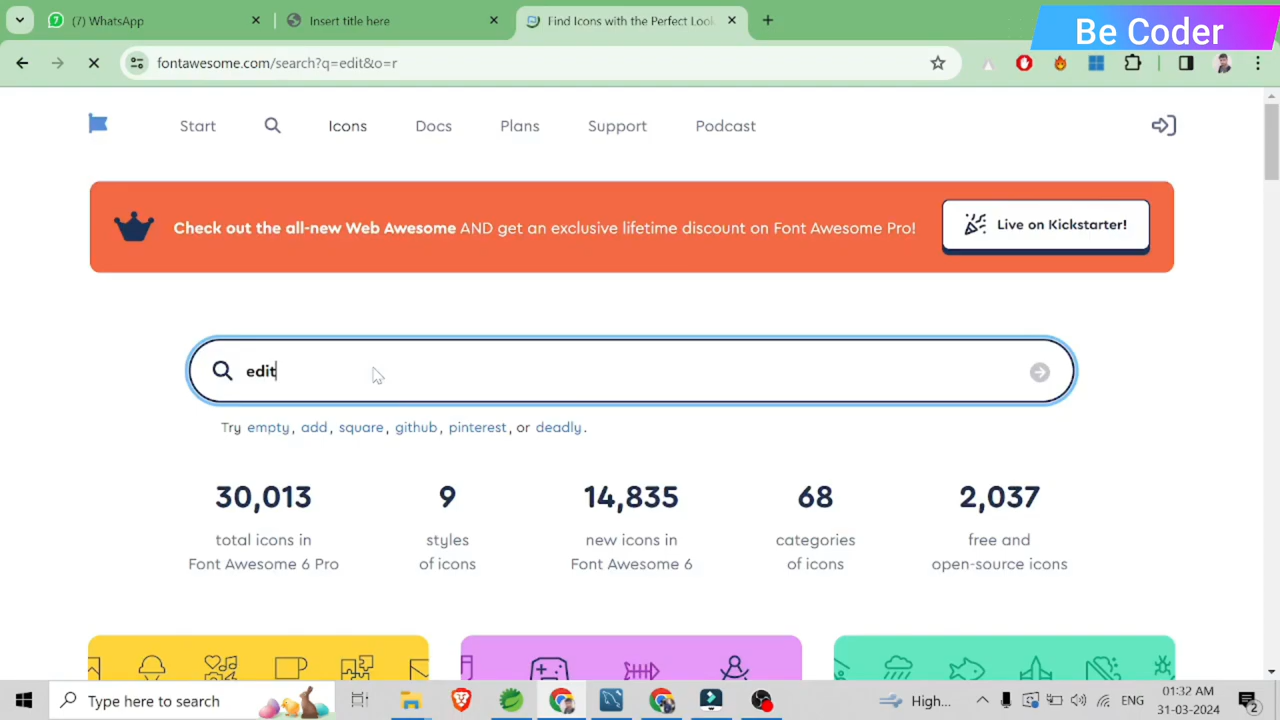 (7) WhatsApp
Insert title here
Find Icons with the Perfect Look
Be Coder
fontawesome.com/search?q=edit&o=r
Start
Icons
Docs
Plans
Support
Podcast
Check out the all-new Web Awesome AND get an exclusive lifetime discount on Font Awesome Pro!
Live on Kickstarter!
edit
Try empty, add, square, github, pinterest, or deadly.
30,013
total icons in
Font Awesome 6 Pro
9
styles
of icons
14,835
new icons in
Font Awesome 6
68
categories
of icons
2,037
free and
open-source icons
Type here to search
High...
ENG
01:32 AM
31-03-2024
2